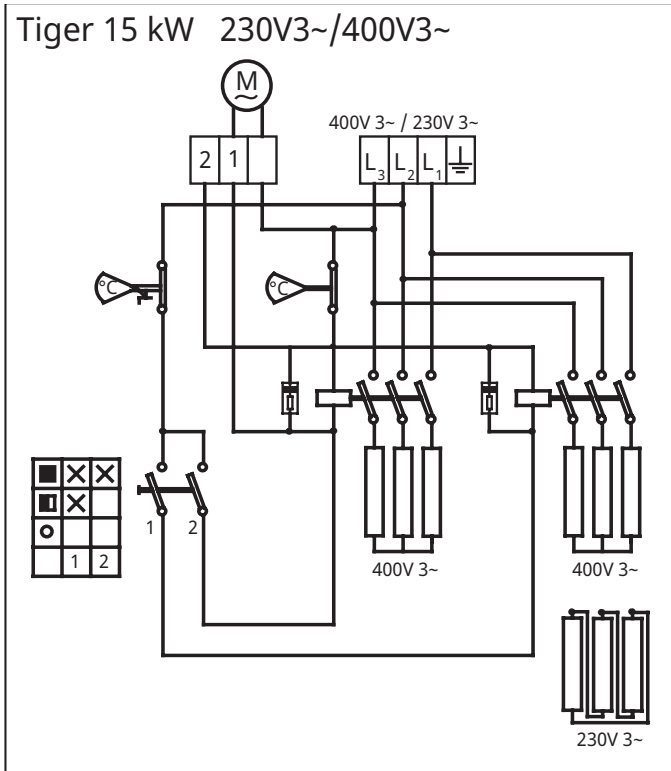 Tiger 15 kW 230V3~/400V3~
M
~
400V 3~ / 230V 3~
2 1
L3 L2 L1
°C °C
1 2
1 2
400V 3~ 400V 3~
230V 3~